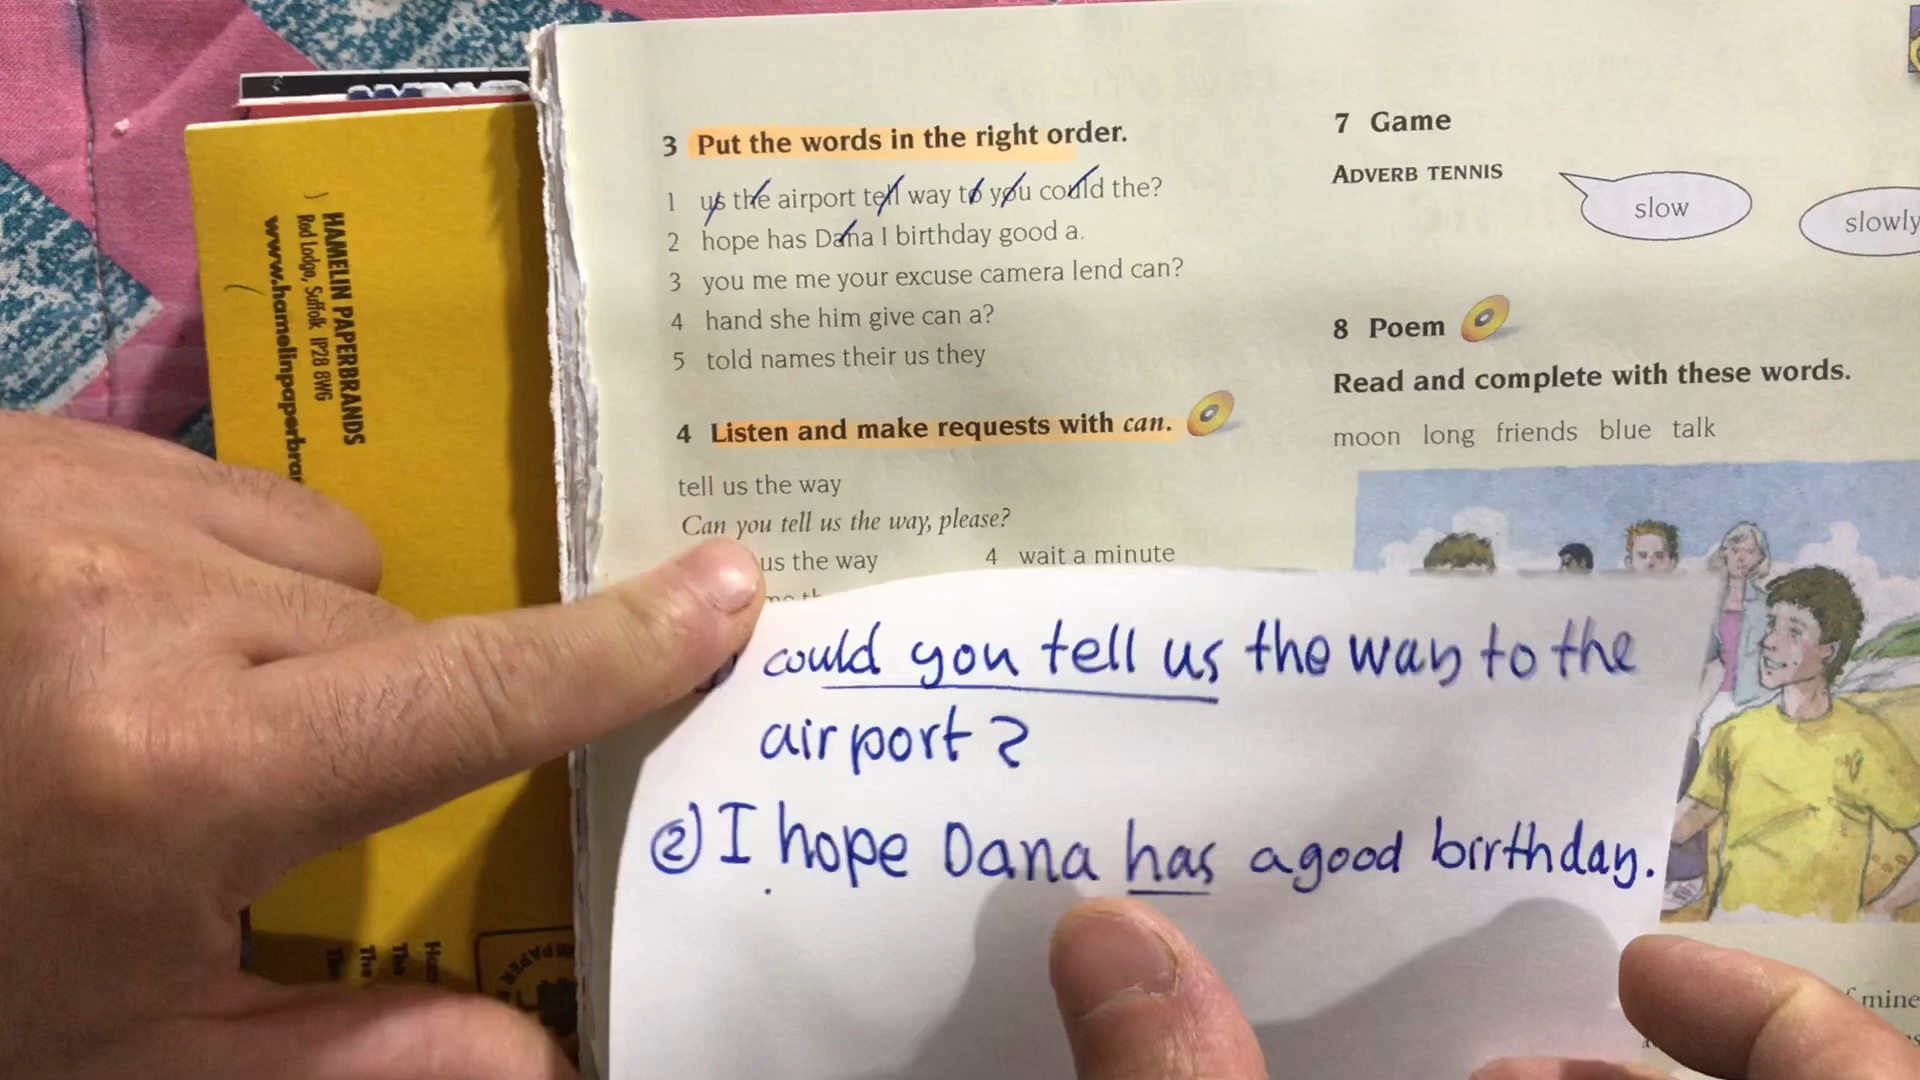 HAMELIN PAPERBRANDS
Red Lodge, Suffolk IP28 8WG
3 Put the words in the right order.
1 us the airport tell way to you could the?
2 hope has Dana I birthday good a.
3 you me me your excuse camera lend can?
4 hand she him give can a?
5 told names their us they
4 Listen and make requests with can.
tell us the way
Can you tell us the way, please?
us the way
4 wait a minute
7 Game
ADVERB TENNIS
slow
slowly
8 Poem
Read and complete with these words.
moon long friends blue talk
could you tell us the way to the
airport?
2) I hope Dana has a good birthday.
mine